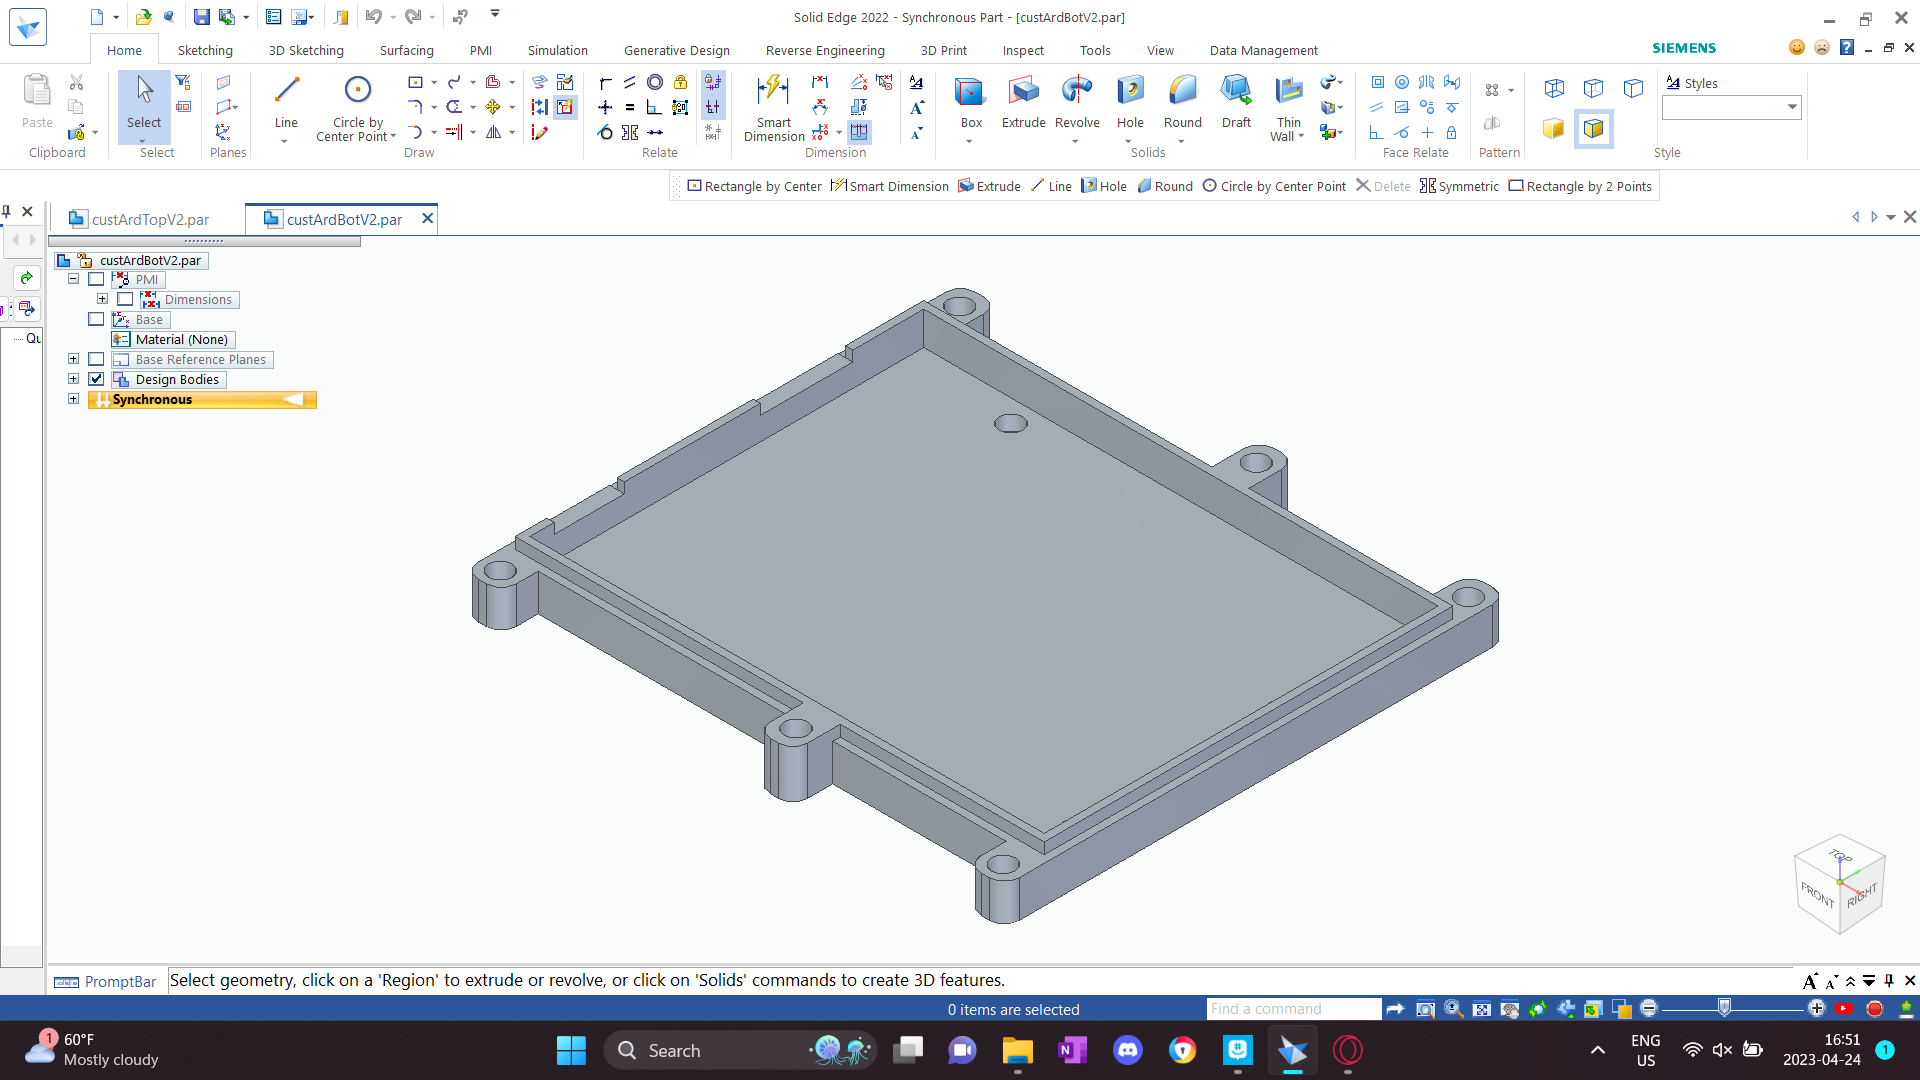 Solid Edge 2022 - Synchronous Part - [custArdBotV2.par]
Home Sketching 3D Sketching Surfacing PMI Simulation Generative Design Reverse Engineering 3D Print Inspect Tools View Data Management SIEMENS
Paste
Clipboard
Select
Select
Planes
Line
Circle by
Center Point
Draw
Relate
Smart
Dimension
Dimension
Box
Extrude
Revolve
Hole
Round
Draft
Thin
Wall
Solids
Face Relate
Pattern
Styles
Style
Rectangle by Center Smart Dimension Extrude Line Hole Round Circle by Center Point Delete Symmetric Rectangle by 2 Points
custArdTopV2.par custArdBotV2.par
custArdBotV2.par
PMI
Dimensions
Base
Material (None)
Base Reference Planes
Design Bodies
Synchronous
Qu
TOP
FRONT
RIGHT
PromptBar Select geometry, click on a 'Region' to extrude or revolve, or click on 'Solids' commands to create 3D features.
0 items are selected Find a command
1
60°F
Mostly cloudy
Search
ENG
US
16:51
2023-04-24
1